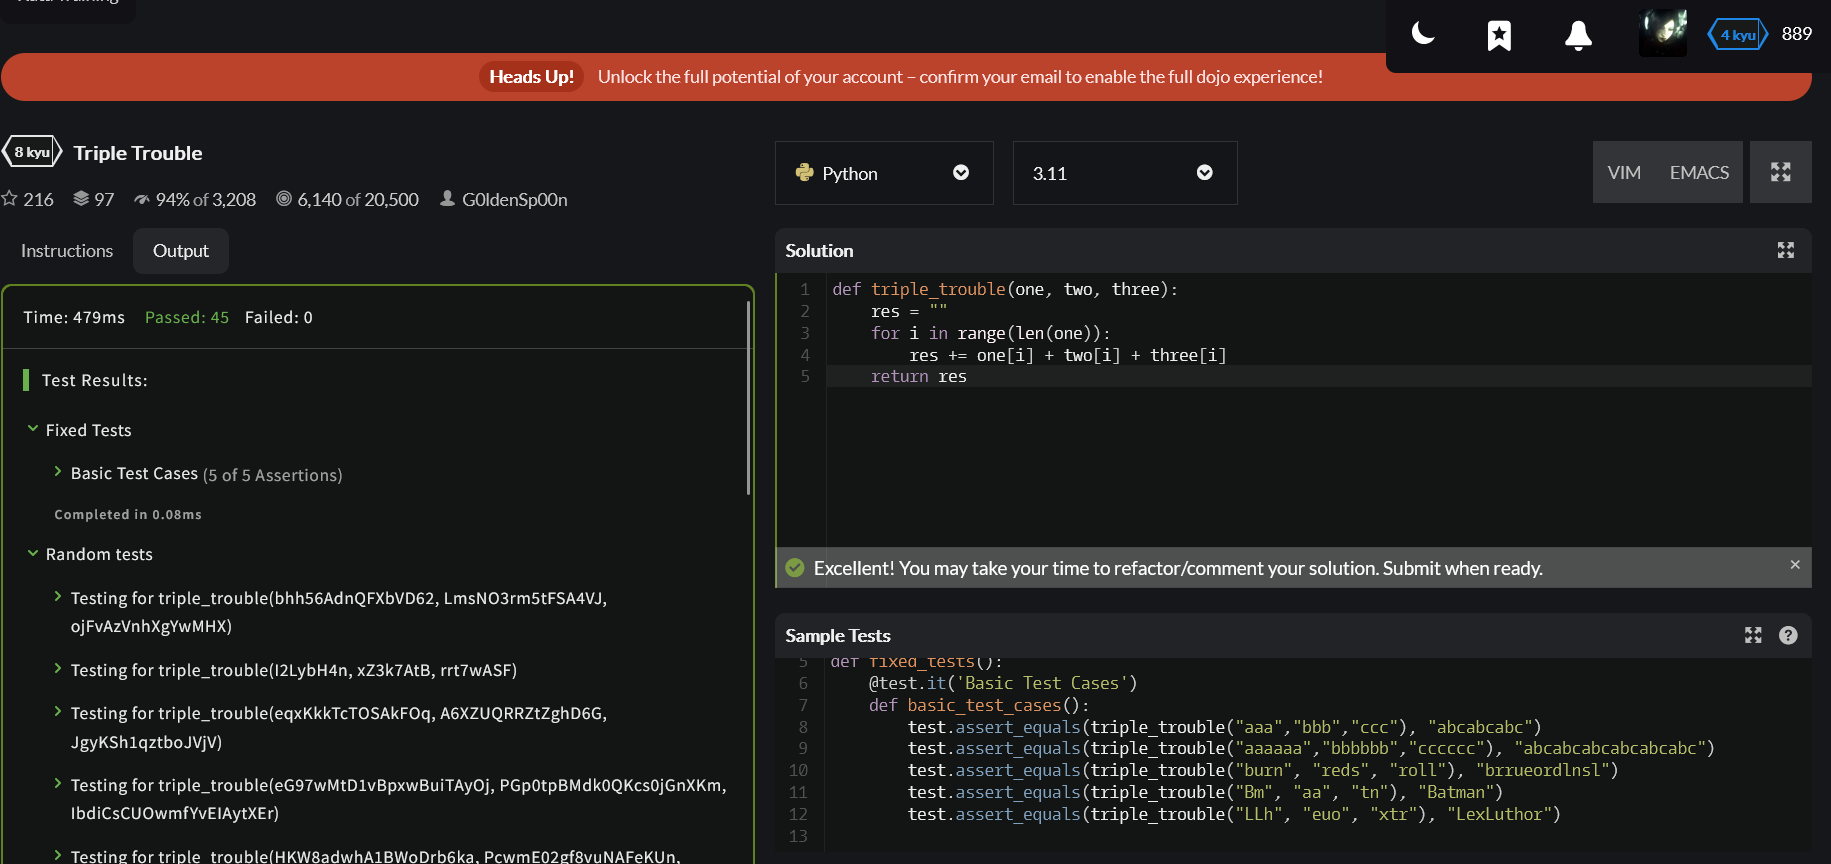 4 kyu 889
Heads Up! Unlock the full potential of your account – confirm your email to enable the full dojo experience!
8 kyu Triple Trouble
216 97 94% of 3,208 6,140 of 20,500 G0ldenSp00n
Instructions Output
Time: 479ms Passed: 45 Failed: 0
Test Results:
Fixed Tests
Basic Test Cases (5 of 5 Assertions)
Completed in 0.08ms
Random tests
Testing for triple_trouble(bhh56AdnQFXbVD62, LmsNO3rm5tFSA4VJ,
ojFvAzVnhXgYwMHX)
Testing for triple_trouble(I2LybH4n, xZ3k7AtB, rrt7wASF)
Testing for triple_trouble(eqxKkkTcTOSAkFOq, A6XZUQRRZtZghD6G,
JgyKSh1qztboJVjV)
Testing for triple_trouble(eG97wMtD1vBpxwBuiTAyOj, PGp0tpBMdk0QKcs0jGnXKm,
IbdiCsCUOwmfYvEIAytXEr)
Testing for triple_trouble(HKW8adwhA1BWoDrb6ka, PcwmE02gf8vuNAFeKUn,
Python 3.11 VIM EMACS
Solution
1 def triple_trouble(one, two, three):
2 res = ""
3 for i in range(len(one)):
4 res += one[i] + two[i] + three[i]
5 return res
Excellent! You may take your time to refactor/comment your solution. Submit when ready. ×
Sample Tests ?
5 def fixed_tests():
6 @test.it('Basic Test Cases')
7 def basic_test_cases():
8 test.assert_equals(triple_trouble("aaa","bbb","ccc"), "abcabcabc")
9 test.assert_equals(triple_trouble("aaaaaa","bbbbbb","cccccc"), "abcabcabcabcabcabc")
10 test.assert_equals(triple_trouble("burn", "reds", "roll"), "brrueordlnsl")
11 test.assert_equals(triple_trouble("Bm", "aa", "tn"), "Batman")
12 test.assert_equals(triple_trouble("LLh", "euo", "xtr"), "LexLuthor")
13